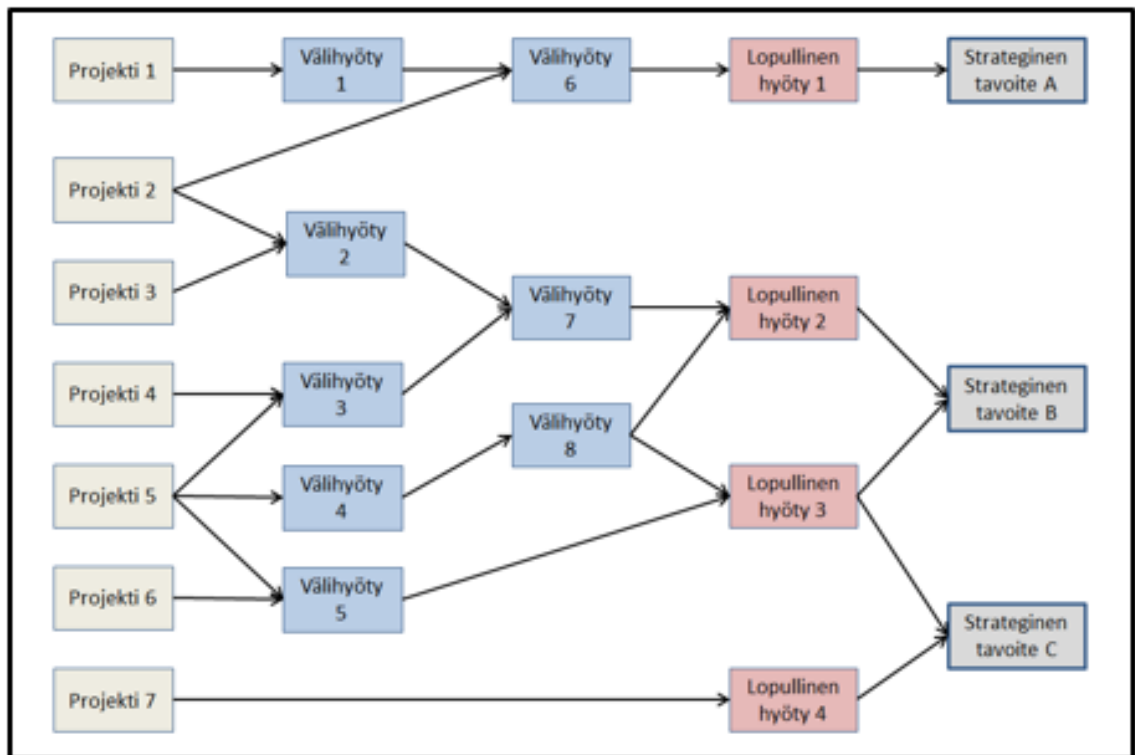 Projekti 1
Välihyöty
1
Välihyöty
6
Lopullinen
hyöty 1
Strateginen
tavoite A
Projekti 2
Välihyöty
2
Projekti 3
Välihyöty
7
Lopullinen
hyöty 2
Projekti 4
Välihyöty
3
Strateginen
tavoite B
Välihyöty
8
Projekti 5
Välihyöty
4
Lopullinen
hyöty 3
Projekti 6
Välihyöty
5
Strateginen
tavoite C
Projekti 7
Lopullinen
hyöty 4